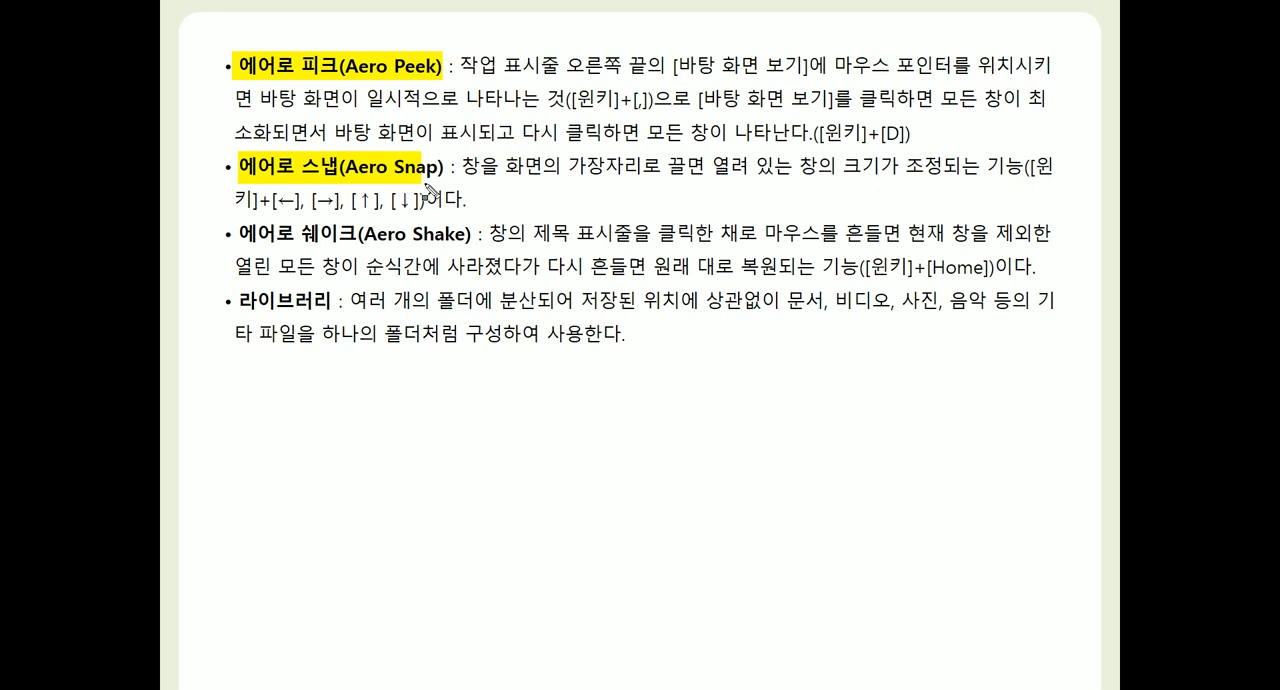 • 에어로 피크(Aero Peek) : 작업 표시줄 오른쪽 끝의 [바탕 화면 보기]에 마우스 포인터를 위치시키
면 바탕 화면이 일시적으로 나타나는 것([윈키]+[,])으로 [바탕 화면 보기]를 클릭하면 모든 창이 최
소화되면서 바탕 화면이 표시되고 다시 클릭하면 모든 창이 나타난다.([윈키]+[D])
• 에어로 스냅(Aero Snap) : 창을 화면의 가장자리로 끌면 열려 있는 창의 크기가 조정되는 기능([윈
키]+[←], [→], [↑], [↓])이다.
• 에어로 쉐이크(Aero Shake) : 창의 제목 표시줄을 클릭한 채로 마우스를 흔들면 현재 창을 제외한
열린 모든 창이 순식간에 사라졌다가 다시 흔들면 원래 대로 복원되는 기능([윈키]+[Home])이다.
• 라이브러리 : 여러 개의 폴더에 분산되어 저장된 위치에 상관없이 문서, 비디오, 사진, 음악 등의 기
타 파일을 하나의 폴더처럼 구성하여 사용한다.